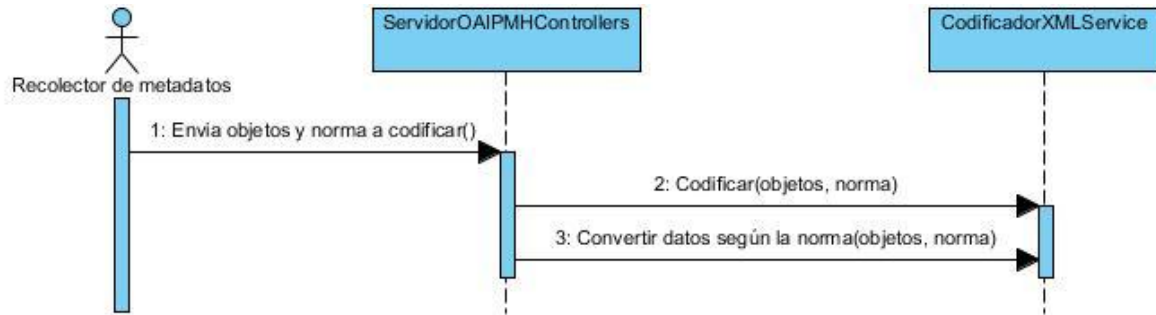 ServidorOAIPMHControllers
CodificadorXMLService
Recolector de metadatos
1: Envia objetos y norma a codificar()
2: Codificar(objetos, norma)
3: Convertir datos según la norma(objetos, norma)